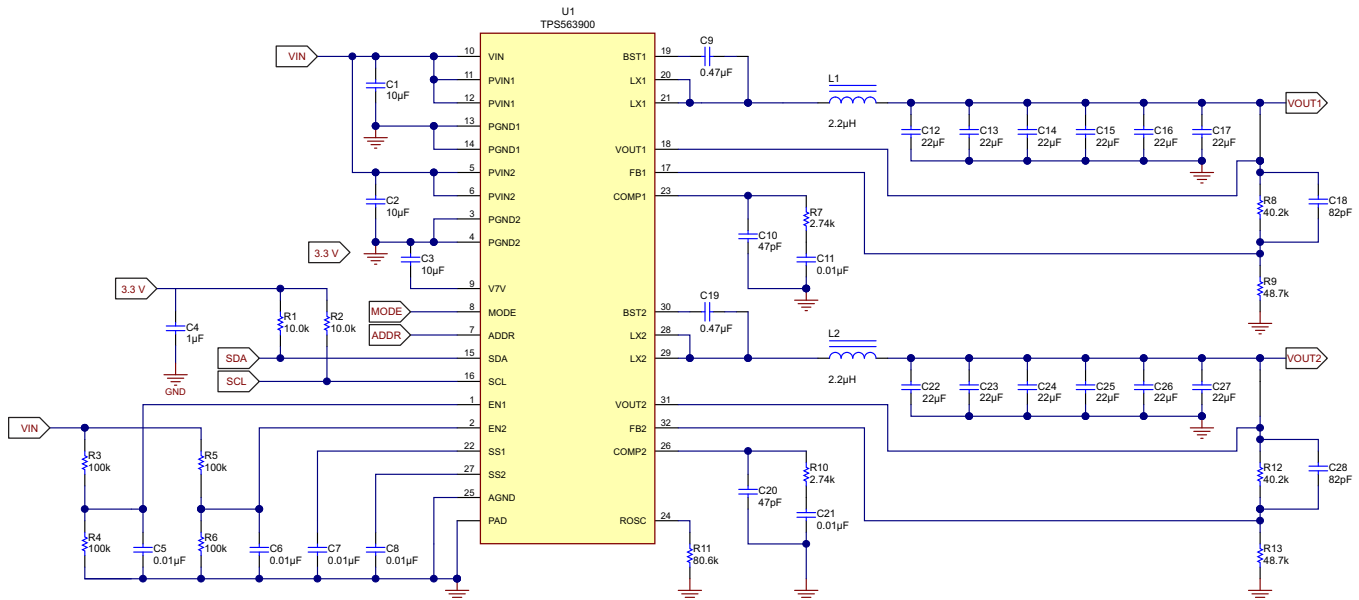 U1
TPS563900
VIN
C1
10µF
C2
10µF
3.3 V
C3
10µF
3.3 V
C4
1µF
GND
R1
10.0k
R2
10.0k
MODE
ADDR
SDA
SCL
VIN
R3
100k
R4
100k
R5
100k
R6
100k
C5
0.01µF
C6
0.01µF
C7
0.01µF
C8
0.01µF
10 VIN
11 PVIN1
12 PVIN1
13 PGND1
14 PGND1
5 PVIN2
6 PVIN2
3 PGND2
4 PGND2
9 V7V
8 MODE
7 ADDR
15 SDA
16 SCL
1 EN1
2 EN2
22 SS1
27 SS2
25 AGND
PAD
BST1 19
LX1 20
LX1 21
VOUT1 18
FB1 17
COMP1 23
BST2 30
LX2 28
LX2 29
VOUT2 31
FB2 32
COMP2 26
ROSC 24
C9
0.47µF
L1
2.2µH
C12
22µF
C13
22µF
C14
22µF
C15
22µF
C16
22µF
C17
22µF
VOUT1
R7
2.74k
C10
47pF
C11
0.01µF
R8
40.2k
C18
82pF
R9
48.7k
C19
0.47µF
L2
2.2µH
C22
22µF
C23
22µF
C24
22µF
C25
22µF
C26
22µF
C27
22µF
VOUT2
R10
2.74k
C20
47pF
C21
0.01µF
R11
80.6k
R12
40.2k
C28
82pF
R13
48.7k